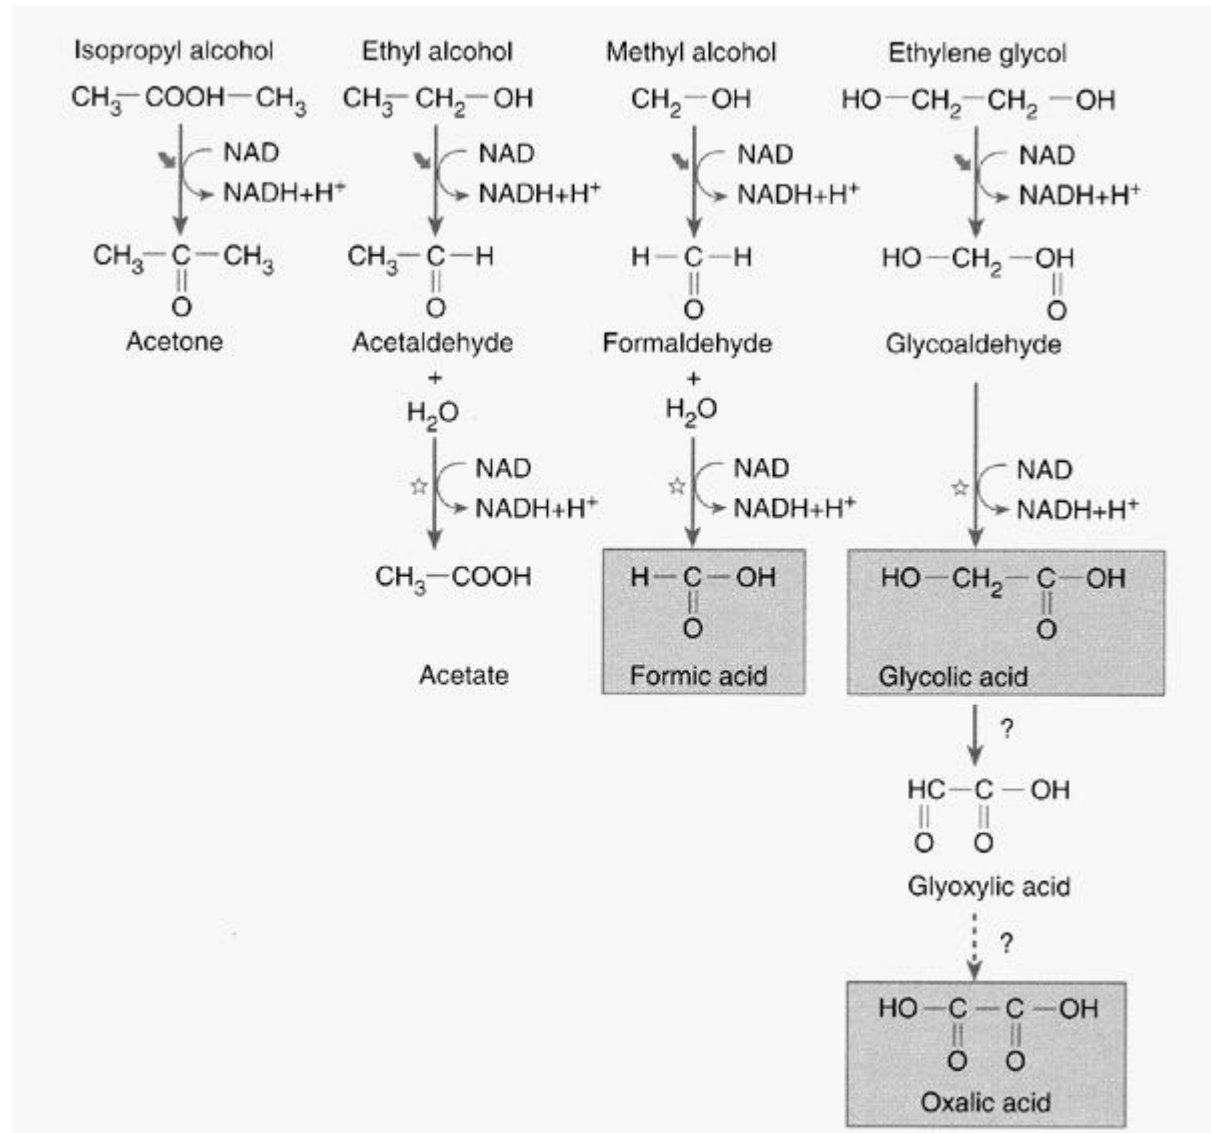 Isopropyl alcohol Ethyl alcohol Methyl alcohol Ethylene glycol
CH3—COOH—CH3 CH3—CH2—OH CH2—OH HO—CH2—CH2—OH
NAD NAD NAD NAD
NADH+H+ NADH+H+ NADH+H+ NADH+H+
CH3—C—CH3 CH3—C—H H—C—H HO—CH2—OH
O O O O
Acetone Acetaldehyde Formaldehyde Glycoaldehyde
+ +
H2O H2O
NAD NAD NAD
NADH+H+ NADH+H+ NADH+H+
CH3—COOH H—C—OH HO—CH2—C—OH
O O
Acetate Formic acid Glycolic acid
?
HC—C—OH
O O
Glyoxylic acid
?
HO—C—C—OH
O O
Oxalic acid